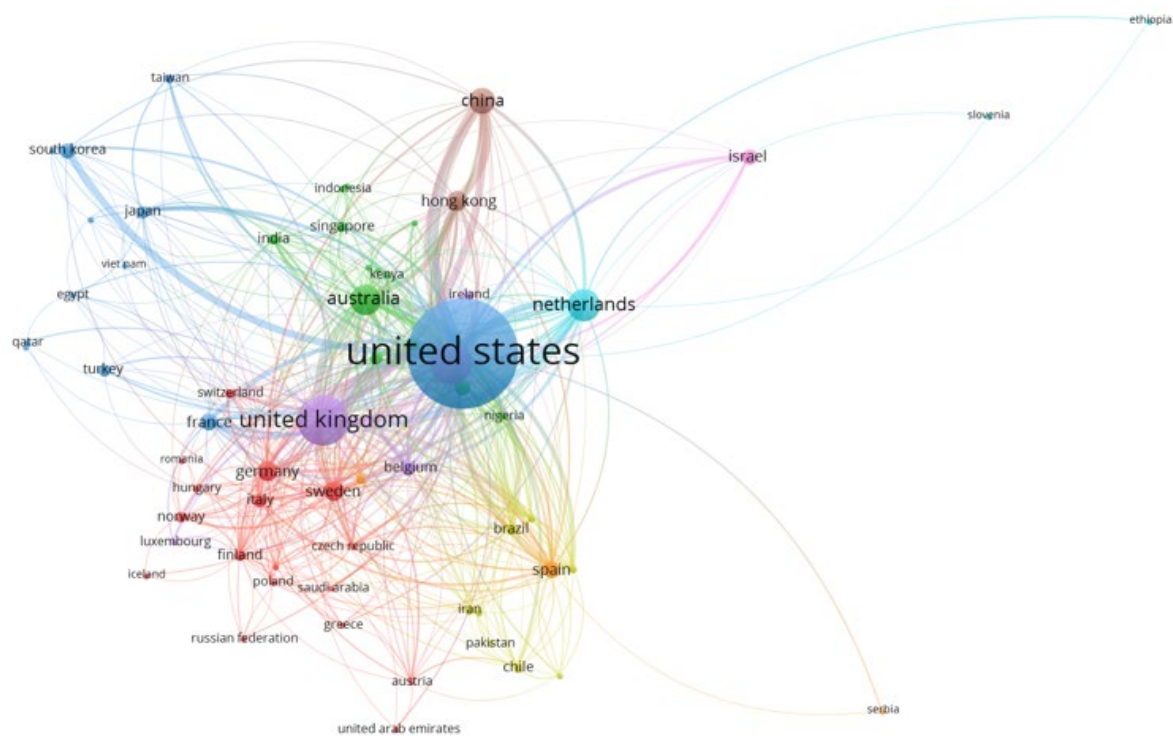 ethiopia
taiwan
china
slovenia
south korea
israel
indonesia
hong kong
japan
singapore
india
viet nam
kenya
egypt
ireland
australia
netherlands
qatar
united states
turkey
switzerland
nigeria
france
united kingdom
romania
germany
belgium
hungary
italy
sweden
norway
brazil
luxembourg
czech republic
finland
iceland
poland
saudi arabia
spain
iran
greece
russian federation
pakistan
chile
austria
serbia
united arab emirates